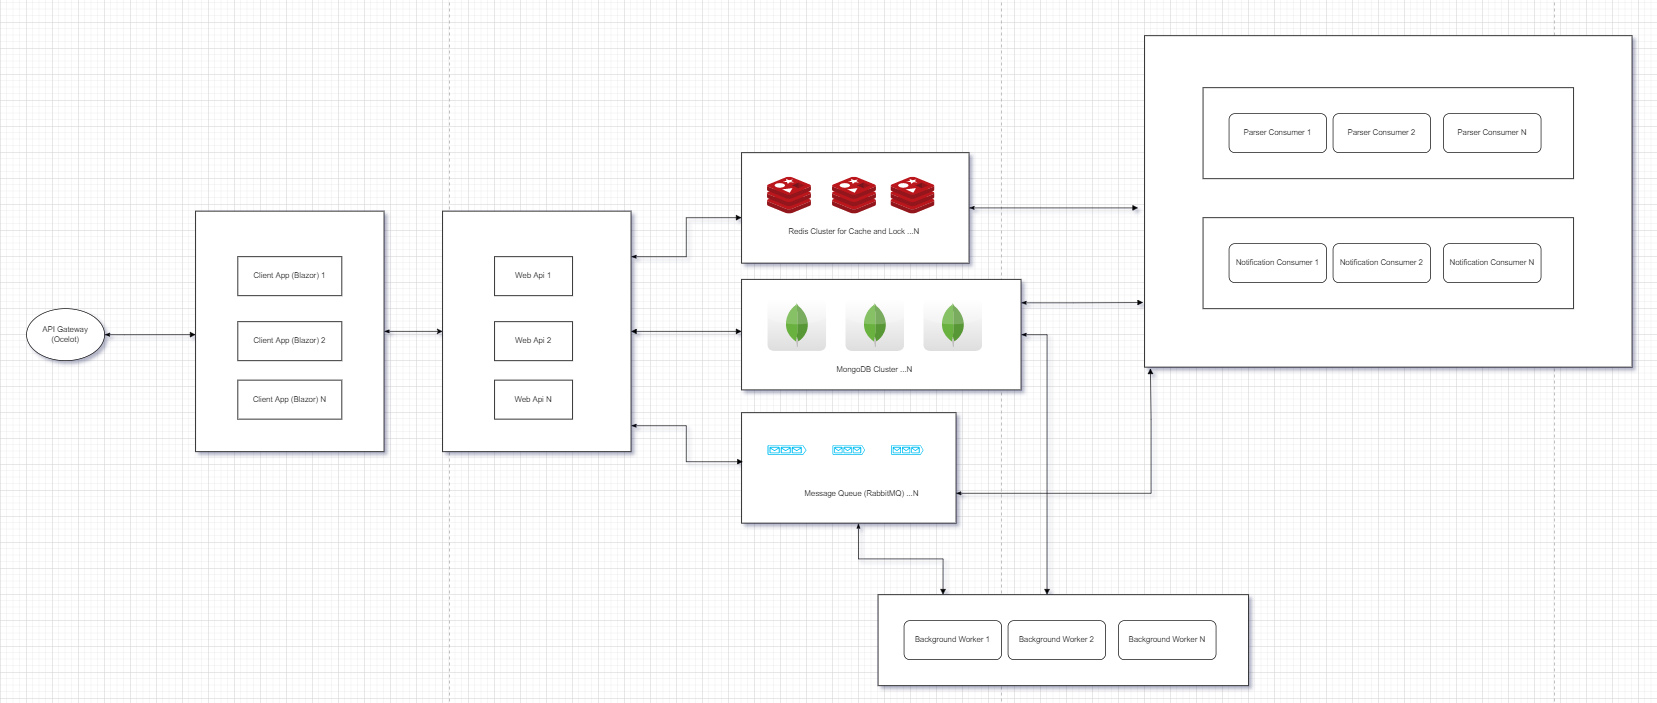 API Gateway
(Ocelot)
Client App (Blazor) 1
Client App (Blazor) 2
Client App (Blazor) N
Web Api 1
Web Api 2
Web Api N
Redis Cluster for Cache and Lock ...N
MongoDB Cluster ...N
Message Queue (RabbitMQ) ...N
Parser Consumer 1
Parser Consumer 2
Parser Consumer N
Notification Consumer 1
Notification Consumer 2
Notification Consumer N
Background Worker 1
Background Worker 2
Background Worker N